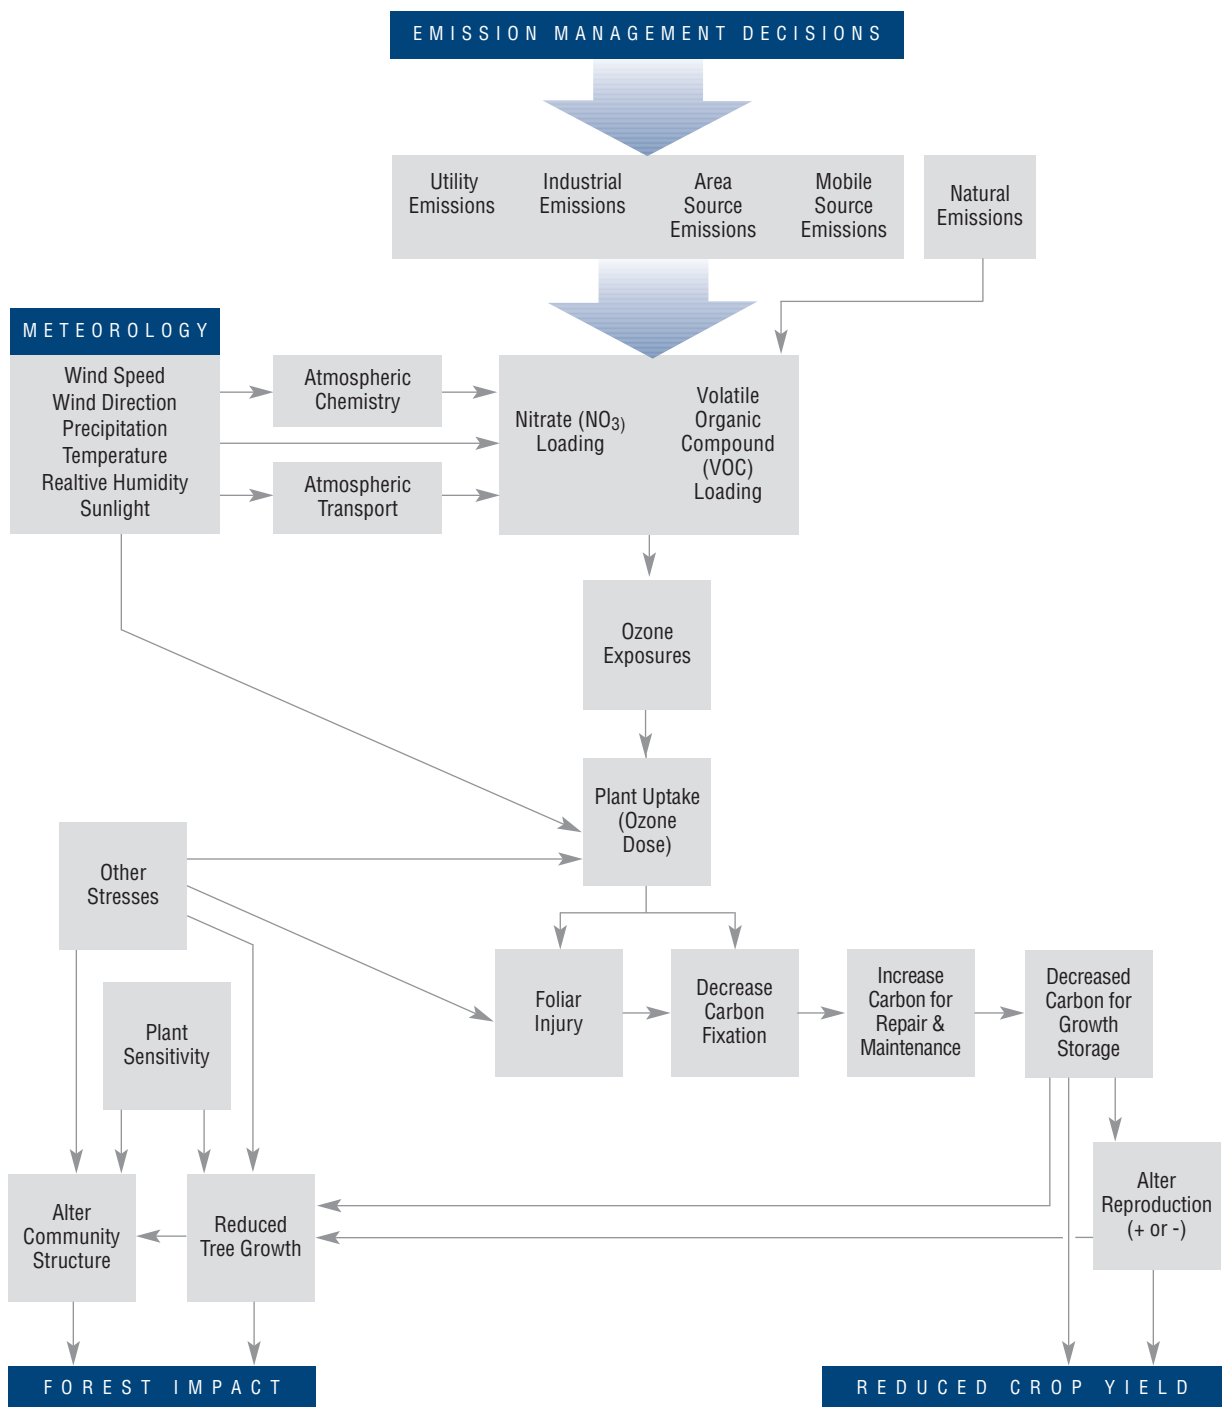 EMISSION MANAGEMENT DECISIONS
Utility
Emissions
Industrial
Emissions
Area
Source
Emissions
Mobile
Source
Emissions
Natural
Emissions
METEOROLOGY
Wind Speed
Wind Direction
Precipitation
Temperature
Realtive Humidity
Sunlight
Atmospheric
Chemistry
Atmospheric
Transport
Nitrate (NO3)
Loading
Volatile
Organic
Compound
(VOC)
Loading
Ozone
Exposures
Plant Uptake
(Ozone
Dose)
Other
Stresses
Plant
Sensitivity
Foliar
Injury
Decrease
Carbon
Fixation
Increase
Carbon for
Repair &
Maintenance
Decreased
Carbon for
Growth
Storage
Alter
Community
Structure
Reduced
Tree Growth
Alter
Reproduction
(+ or -)
FOREST IMPACT
REDUCED CROP YIELD